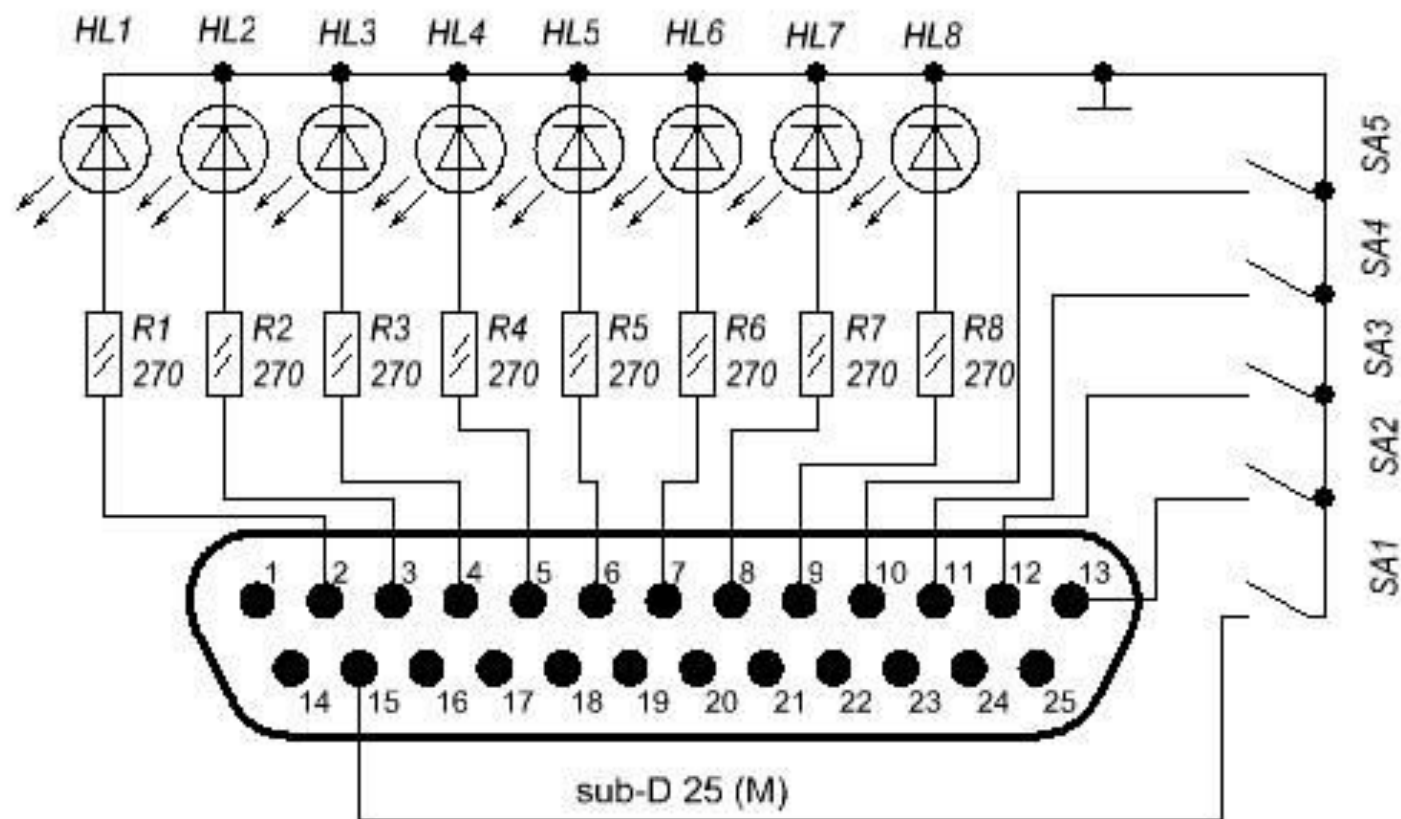 HL1 HL2 HL3 HL4 HL5 HL6 HL7 HL8
SA5
SA4
SA3
SA2
SA1
R1 R2 R3 R4 R5 R6 R7 R8
270 270 270 270 270 270 270 270
1 2 3 4 5 6 7 8 9 10 11 12 13
14 15 16 17 18 19 20 21 22 23 24 25
sub-D 25 (M)